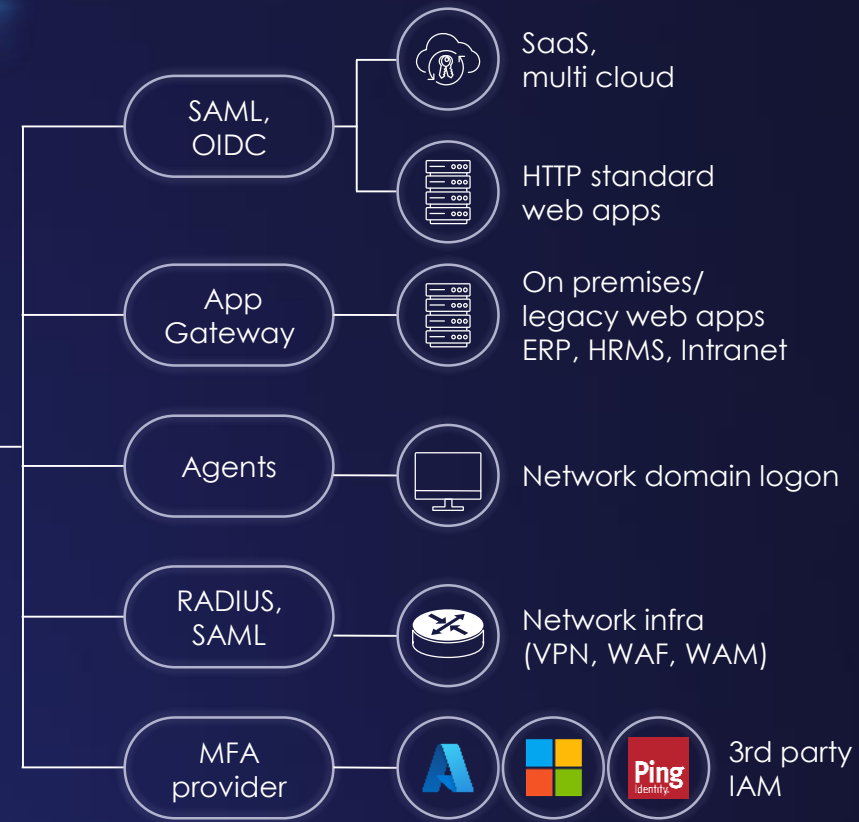 SAML,
OIDC
SaaS,
multi cloud
HTTP standard
web apps
App
Gateway
On premises/
legacy web apps
ERP, HRMS, Intranet
Agents
Network domain logon
RADIUS,
SAML
Network infra
(VPN, WAF, WAM)
MFA
provider
Ping
Identity.
3rd party
IAM